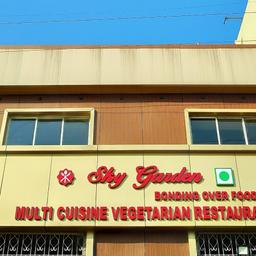 Sky Garden
BONDING OVER FOOD
MULTI CUISINE VEGETARIAN RESTAURA